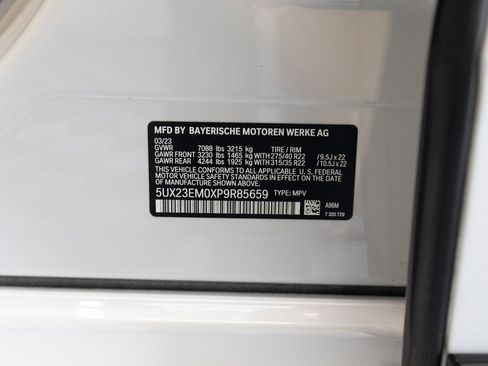 MFD BY BAYERISCHE MOTOREN WERKE AG
03/23
GVWR 7088 lbs 3215 kg TIRE / RIM
GAWR FRONT 3230 lbs 1465 kg WITH 275/40 R22 / 9.5J x 22
GAWR REAR 4244 lbs 1925 kg WITH 315/35 R22 / 10.5J x 22
THIS VEHICLE CONFORMS TO ALL APPLICABLE U. S. FEDERAL
MOTOR VEHICLE SAFETY STANDARDS IN EFFECT ON THE
DATE OF MANUFACTURE SHOWN ABOVE.
5UX23EM0XP9R85659 TYPE: MPV
A96M
7 320 729